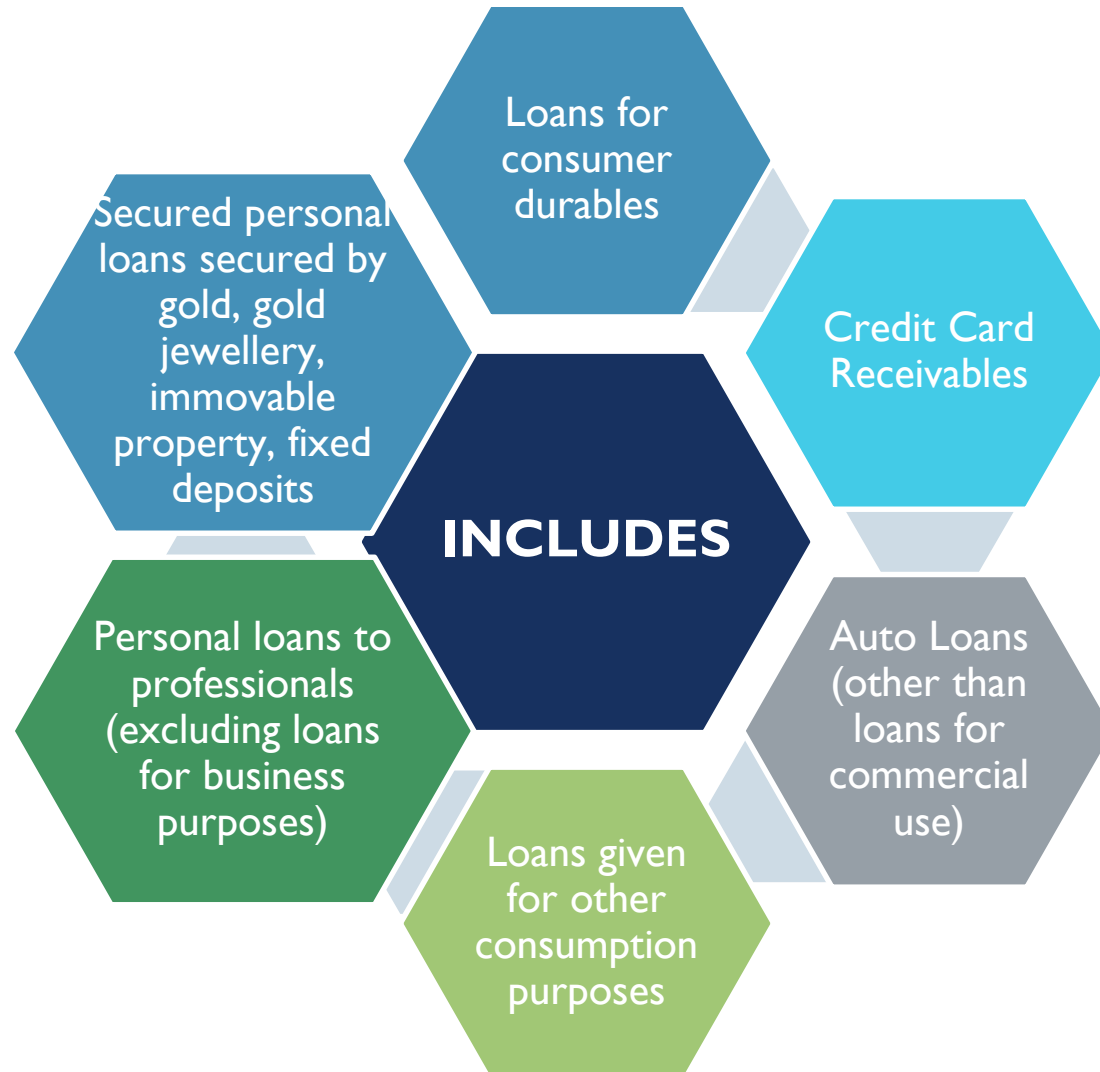 Loans for
consumer
durables
Secured personal
loans secured by
gold, gold
jewellery,
immovable
property, fixed
deposits
Credit Card
Receivables
INCLUDES
Personal loans to
professionals
(excluding loans
for business
purposes)
Auto Loans
(other than
loans for
commercial
use)
Loans given
for other
consumption
purposes